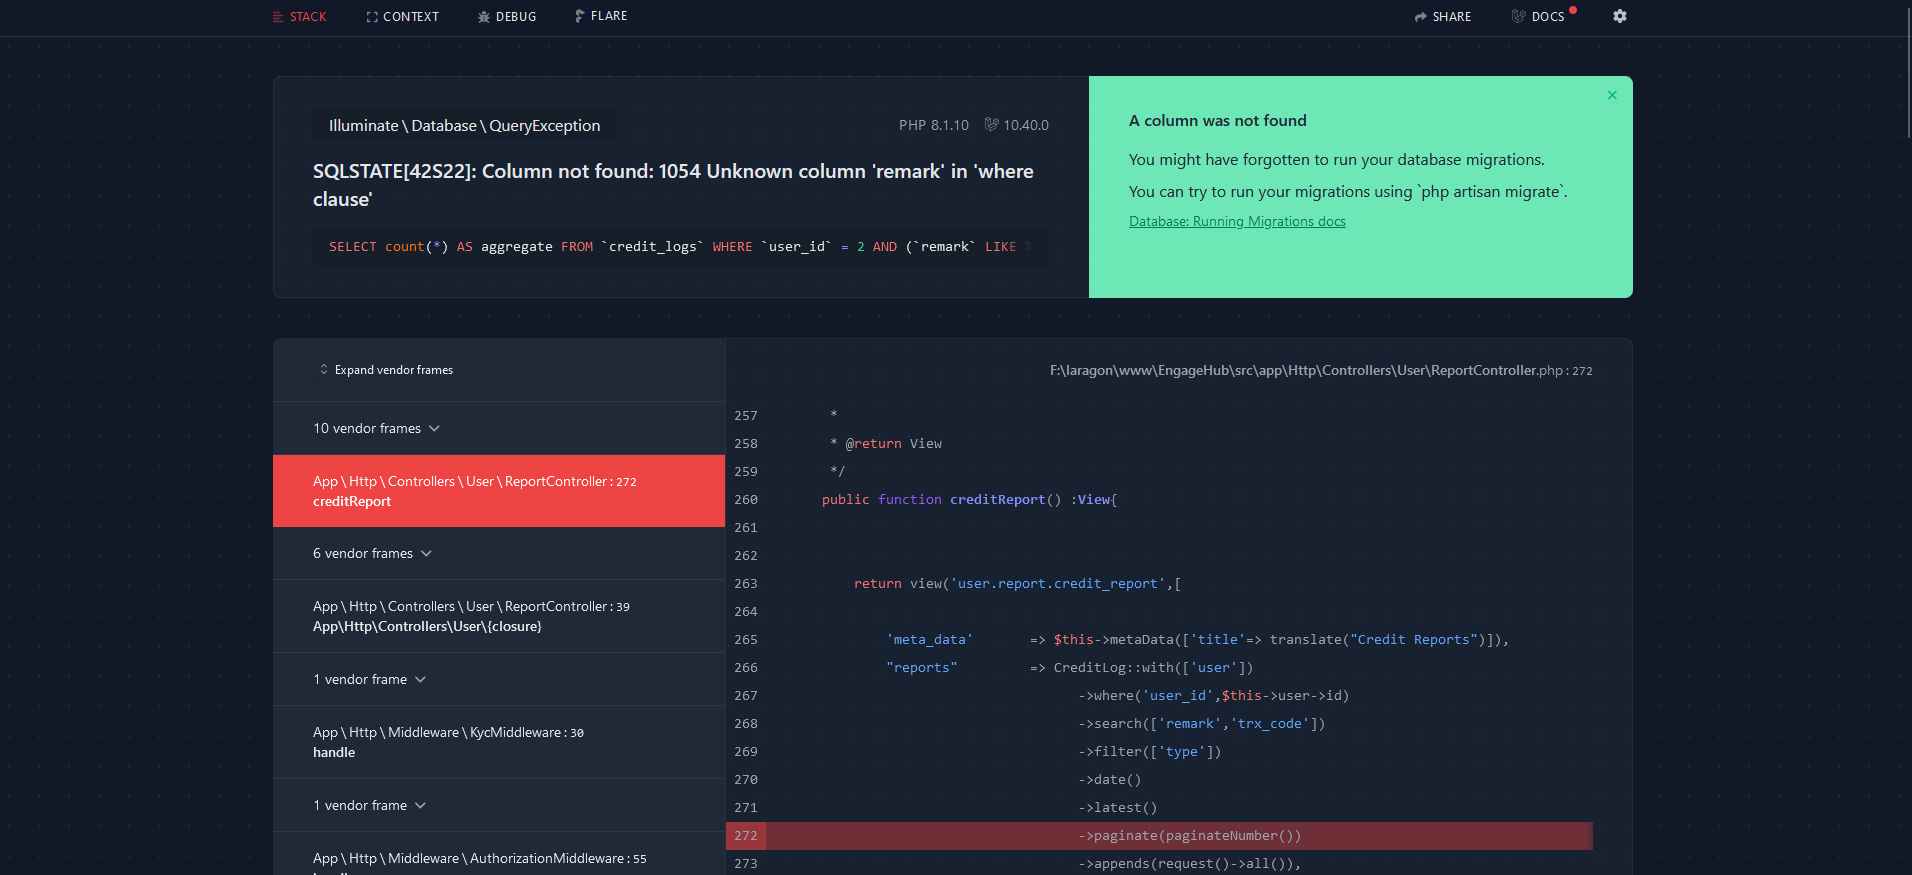 STACK
CONTEXT
DEBUG
FLARE
SHARE
DOCS
Illuminate \ Database \ QueryException
PHP 8.1.10
10.40.0
SQLSTATE[42S22]: Column not found: 1054 Unknown column 'remark' in 'where
clause'
SELECT count(*) AS aggregate FROM `credit_logs` WHERE `user_id` = 2 AND (`remark` LIKE %
A column was not found
You might have forgotten to run your database migrations.
You can try to run your migrations using `php artisan migrate`.
Database: Running Migrations docs
Expand vendor frames
10 vendor frames
App \ Http \ Controllers \ User \ ReportController : 272
creditReport
6 vendor frames
App \ Http \ Controllers \ User \ ReportController : 39
App\Http\Controllers\User\{closure}
1 vendor frame
App \ Http \ Middleware \ KycMiddleware : 30
handle
1 vendor frame
App \ Http \ Middleware \ AuthorizationMiddleware : 55
F:\laragon\www\EngageHub\src\app\Http\Controllers\User\ReportController.php : 272
257 *
258 * @return View
259 */
260 public function creditReport() :View{
261
262
263 return view('user.report.credit_report',[
264
265 'meta_data' => $this->metaData(['title'=> translate("Credit Reports")]),
266 "reports" => CreditLog::with(['user'])
267 ->where('user_id',$this->user->id)
268 ->search(['remark','trx_code'])
269 ->filter(['type'])
270 ->date()
271 ->latest()
272 ->paginate(paginateNumber())
273 ->appends(request()->all()),